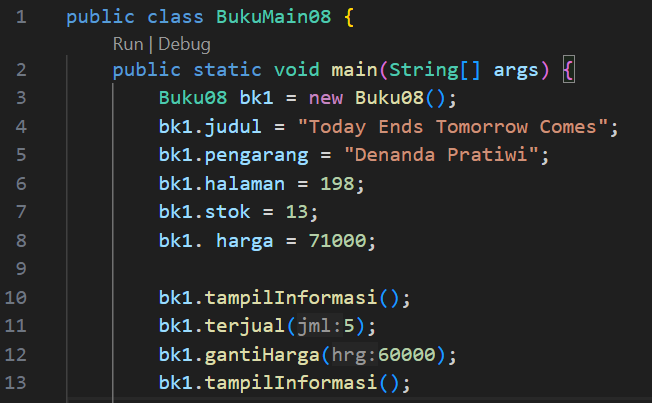 1 public class BukuMain08 {
Run | Debug
2 public static void main(String[] args) {
3 Buku08 bk1 = new Buku08();
4 bk1.judul = "Today Ends Tomorrow Comes";
5 bk1.pengarang = "Denanda Pratiwi";
6 bk1.halaman = 198;
7 bk1.stok = 13;
8 bk1. harga = 71000;
9
10 bk1.tampilInformasi();
11 bk1.terjual(jml:5);
12 bk1.gantiHarga(hrg:60000);
13 bk1.tampilInformasi();